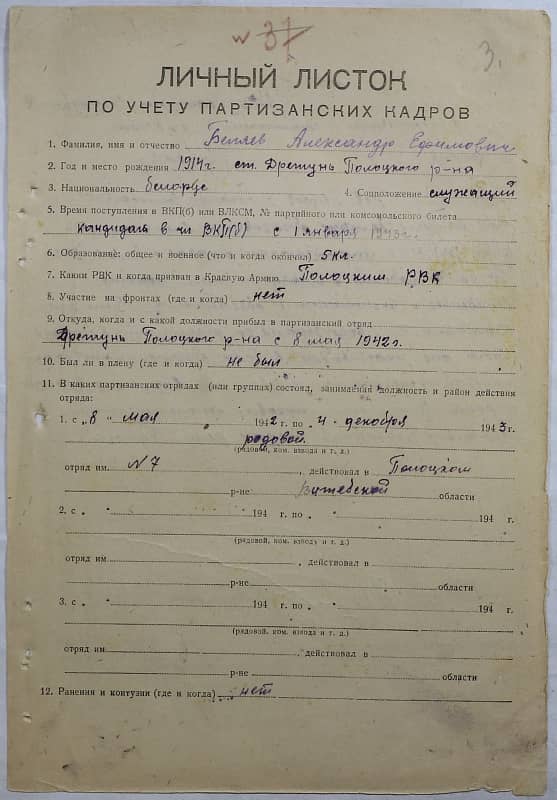 № 37
3.
ЛИЧНЫЙ ЛИСТОК
ПО УЧЕТУ ПАРТИЗАНСКИХ КАДРОВ
1. Фамилия, имя и отчество Беляев Александр Ефимович
2. Год и место рождения 1914г. ст. Дретунь Полоцкого р-на
3. Национальность белорус 4. Соцположение служащий
5. Время поступления в ВКП(б) или ВЛКСМ, № партийного или комсомольского билета
кандидат в чл ВКП(б) с 1 января 1943г.
6. Образование: общее и военное (что и когда окончил) 5 кл.
7. Каким РВК и когда призван в Красную Армию Полоцким РВК
8. Участие на фронтах (где и когда) нет
9. Откуда, когда и с какой должности прибыл в партизанский отряд
Дретунь Полоцкого р-на с 8 мая 1942г.
10. Был ли в плену (где и когда) не был
11. В каких партизанских отрядах (или группах) состоял, занимаемая должность и район действия
отряда:
1. с „8" мая 1942 г. по „4. декабря 1943г.
рядовой
(рядовой, ком. взвода и т. д.)
отряд им. №7, действовал в Полоцком
р-не Витебской области
2. с „ " 194 г. по „ " 194 г.
(рядовой, ком. взвода и т. д.)
отряд им. , действовал в
р-не области
3. с „ " 194 г. по „ " 194 г.
(рядовой, ком. взвода и т. д.)
отряд им. , действовал в
р-не области
12. Ранения и контузии (где и когда) нет